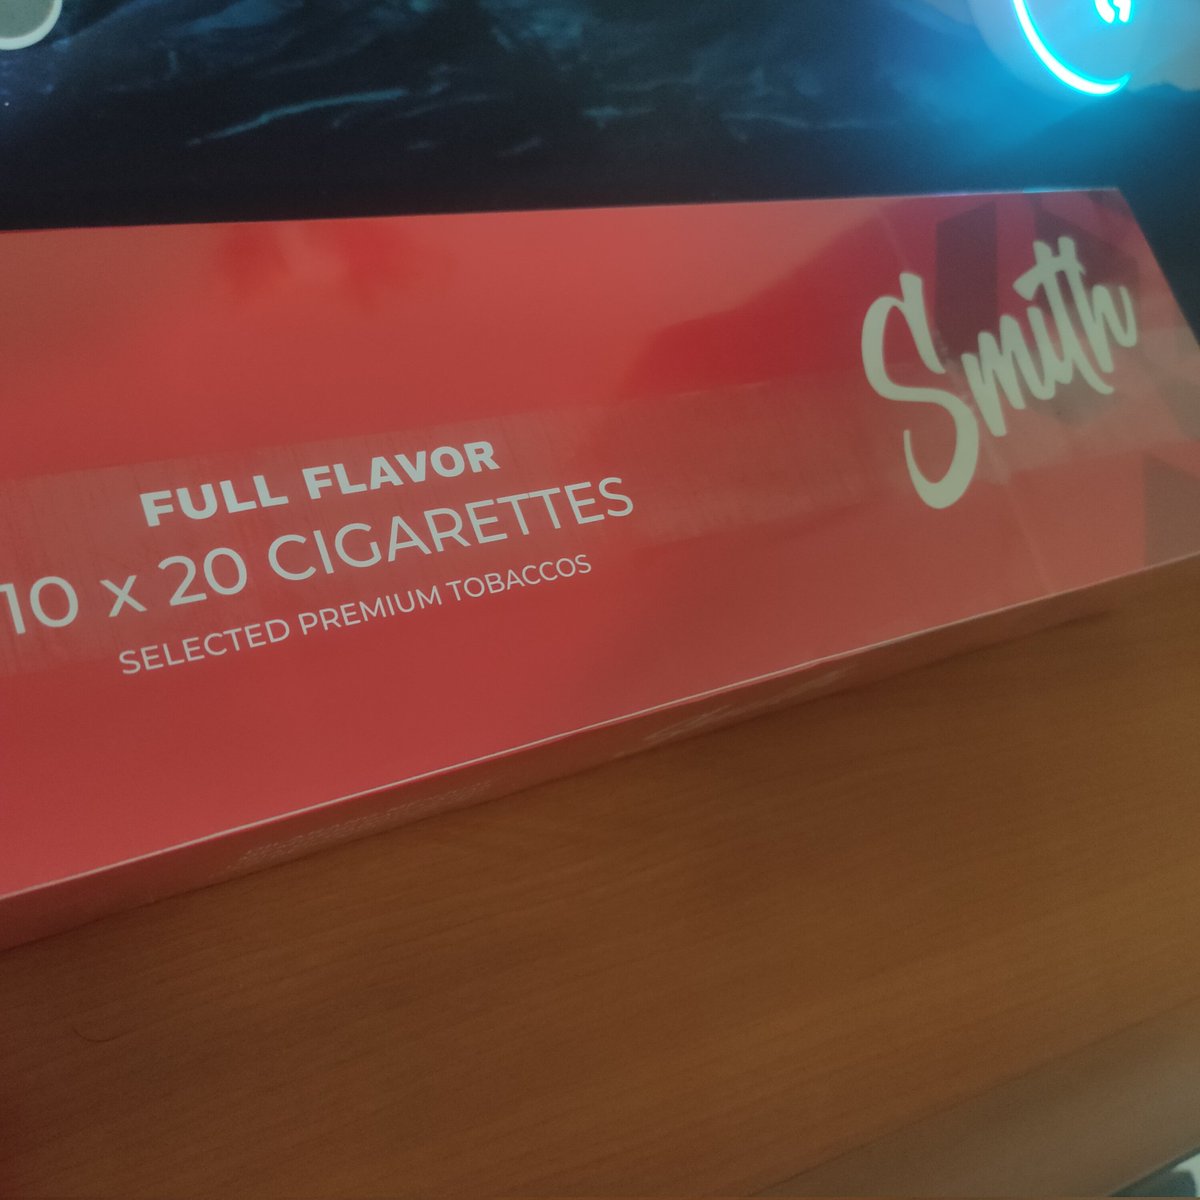 Smith
FULL FLAVOR
10 x 20 CIGARETTES
SELECTED PREMIUM TOBACCOS